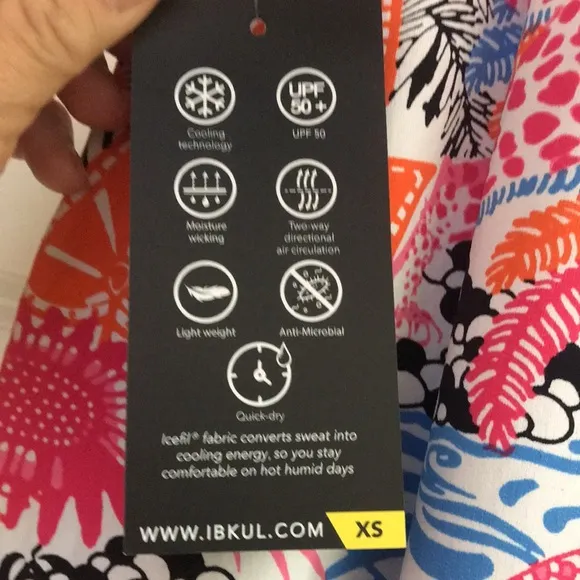 UPF
50+
Cooling
technology
UPF 50
Moisture
wicking
Two-way
directional
air circulation
Light weight
Anti-Microbial
Quick-dry
Icefil® fabric converts sweat into
cooling energy, so you stay
comfortable on hot humid days
WWW.IBKUL.COM
XS